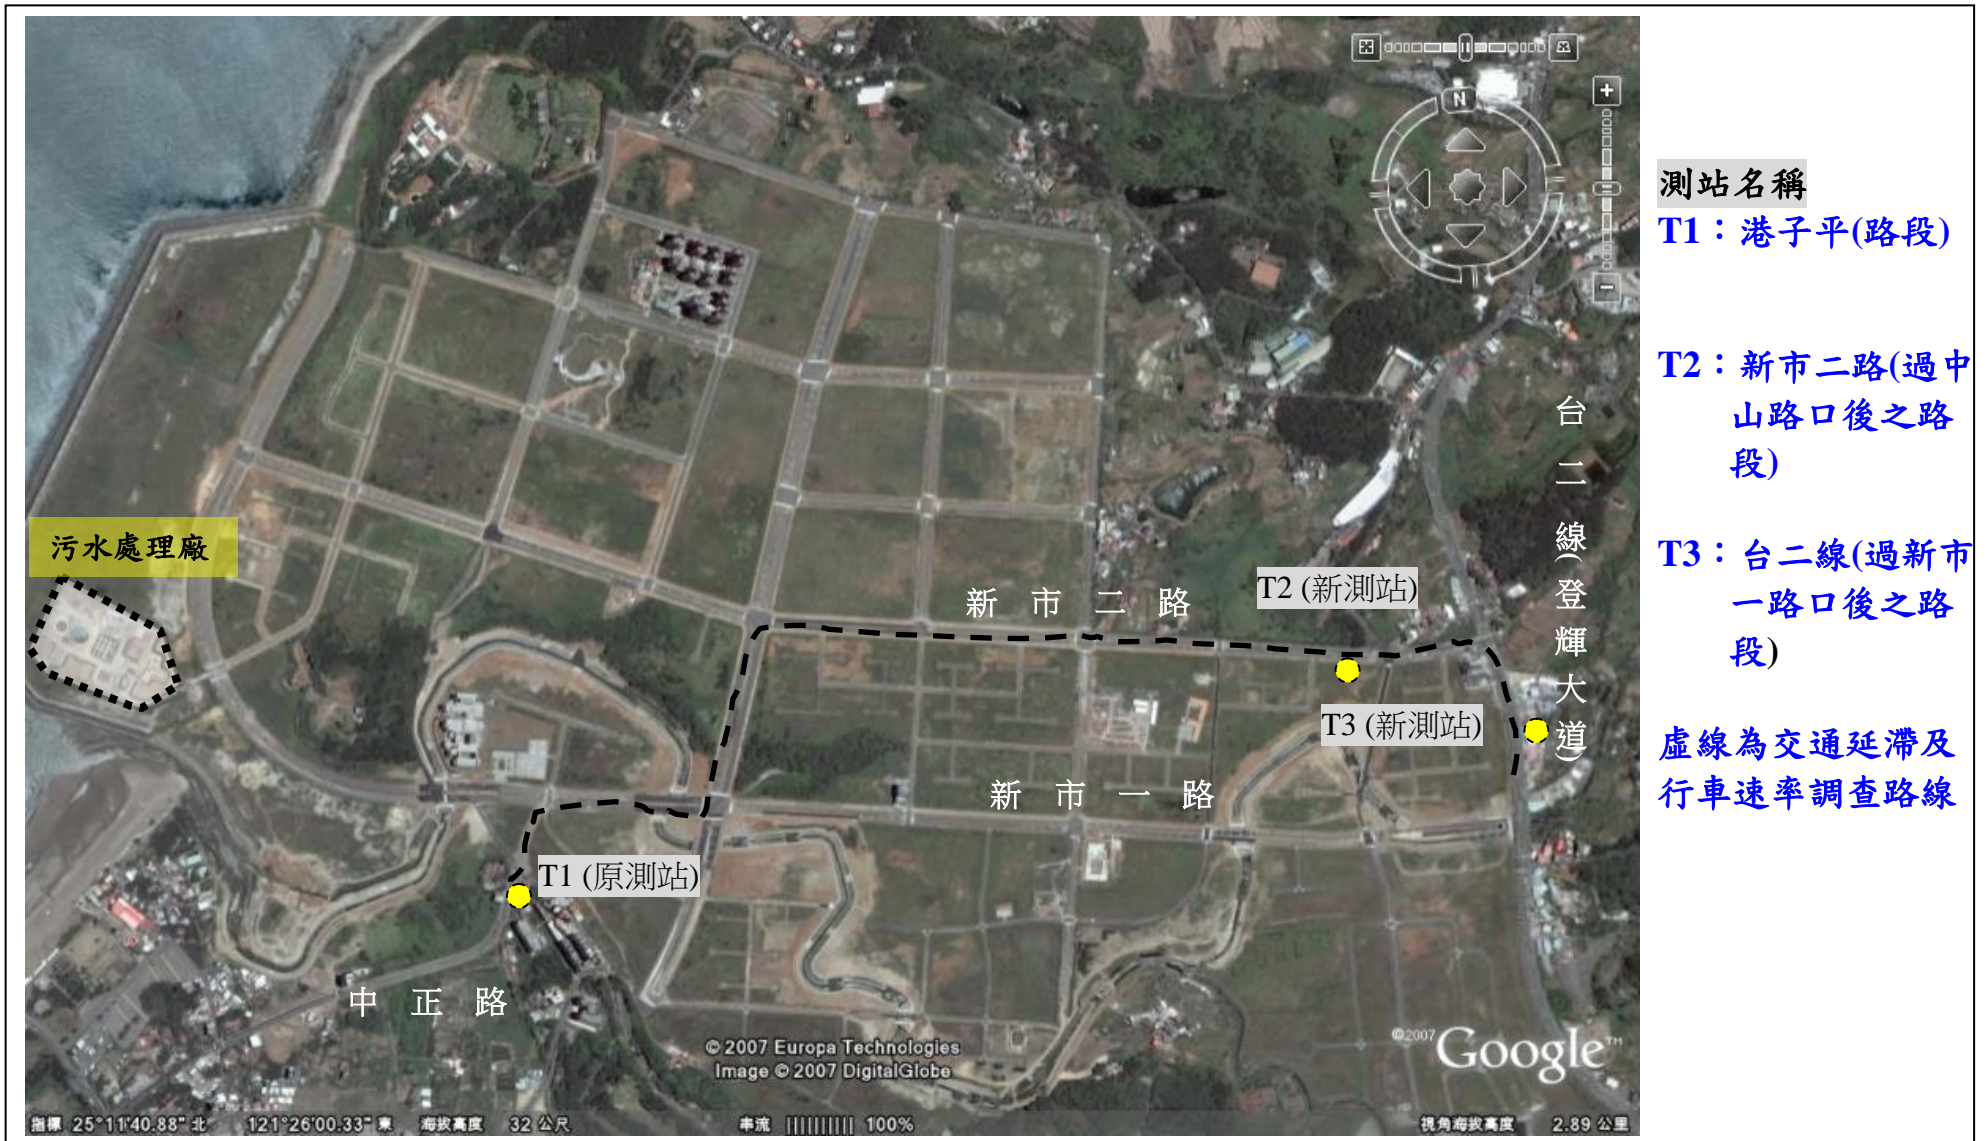 N
測站名稱
T1：港子平(路段)
T2：新市二路(過中
山路口後之路
段)
T3：台二線(過新市
一路口後之路
段)
虛線為交通延滯及
行車速率調查路線
台二線(登輝大道)
污水處理廠
新市二路
T2 (新測站)
T3 (新測站)
新市一路
T1 (原測站)
中正路
© 2007 Europa Technologies
Image © 2007 DigitalGlobe
©2007 Google™
指標 25°11'40.88" 北 121°26'00.33" 東 海拔高度 32 公尺 串流 100% 視角海拔高度 2.89 公里